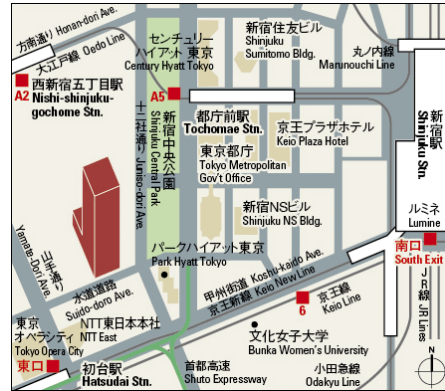 方南通り Honan-dori Ave.
大江戸線 Oedo Line
A2
西新宿五丁目駅
Nishi-shinjuku-
gochome Stn.
センチュリー
ハイアット 東京
Century Hyatt Tokyo
A5
新宿住友ビル
Shinjuku
Sumitomo Bldg.
丸ノ内線
Marunouchi Line
新宿駅
Shinjuku Stn.
都庁前駅
Tochomae Stn.
十二社通り Juniso-dori Ave.
新宿中央公園
Shinjuku Central Park
京王プラザホテル
Keio Plaza Hotel
東京都庁
Tokyo Metropolitan
Gov't Office
新宿NSビル
Shinjuku NS Bldg.
ルミネ
Lumine
南口
South Exit
JR線 JR Lines
山手通り
Yamate-Dori Ave.
パークハイアット東京
Park Hyatt Tokyo
甲州街道 Koshu-kaido Ave.
京王新線 Keio New Line
水道道路
Suido-doro Ave.
6
京王線
Keio Line
東京
オペラシティ
Tokyo Opera City
NTT東日本本社
NTT East
文化女子大学
Bunka Women's University
東口
初台駅
Hatsudai Stn.
首都高速
Shuto Expressway
小田急線
Odakyu Line